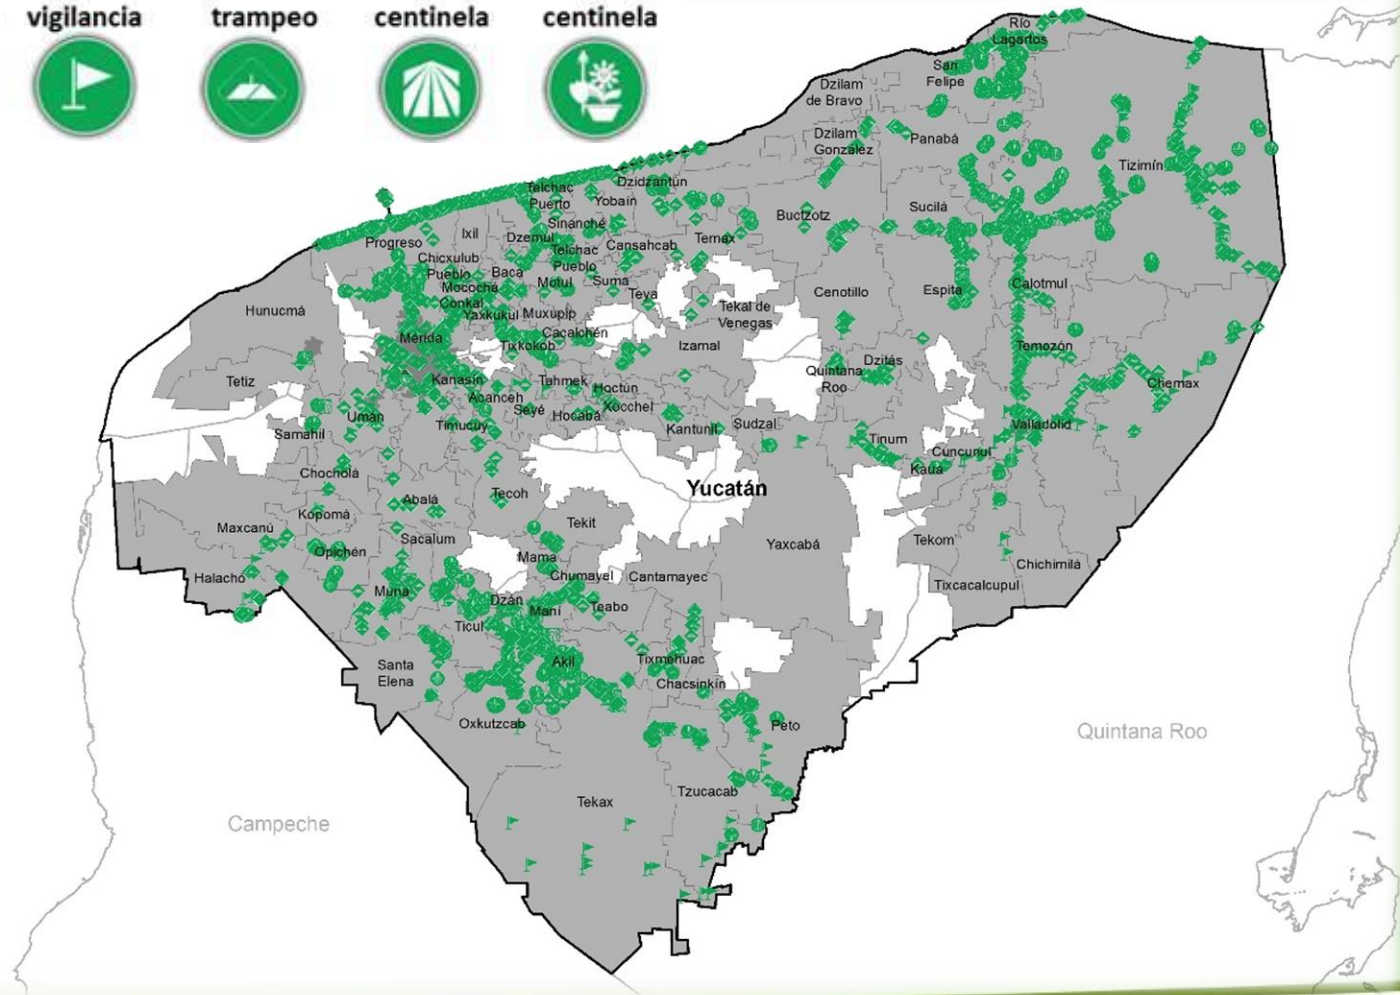 vigilancia trampeo centinela centinela
Río
Lagartos
San
Felipe
Dzilam
de Bravo
Dzilam
Gonzalez
Panabá
Tizimín
Telchac
Puerto
Dzidzantún
Yobaín
Sinanché
Buctzotz
Sucilá
Progreso
Ixil
Dzemul
Telchac
Pueblo
Cansahcab
Temax
Chicxulub
Pueblo
Baca
Mocochá
Motul
Suma
Teya
Conkal
Yaxkukul
Muxupip
Tekal de
Venegas
Cenotillo
Espita
Calotmul
Hunucmá
Mérida
Cacalchén
Tixkokob
Izamal
Temozón
Dzitás
Quintana
Roo
Tetiz
Kanasín
Tahmek
Hoctún
Chemax
Acanceh
Seyé
Hocabá
Xocchel
Umán
Timucuy
Kantunil
Sudzal
Valladolid
Samahil
Tinum
Cuncunul
Kaua
Chocholá
Yucatán
Abalá
Tecoh
Kopomá
Tekit
Maxcanú
Sacalum
Yaxcabá
Tekom
Opichén
Mama
Chichimilá
Halachó
Chumayel
Cantamayec
Tixcacalcupul
Muna
Dzán
Maní
Teabo
Ticul
Santa
Elena
Akil
Tixmehuac
Chacsinkín
Oxkutzcab
Peto
Quintana Roo
Tzucacab
Tekax
Campeche